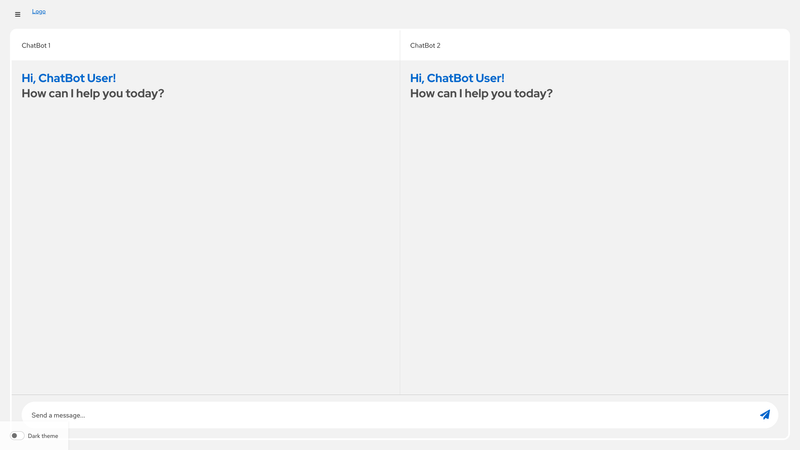 Logo
ChatBot 1
ChatBot 2
Hi, ChatBot User!
How can I help you today?
Hi, ChatBot User!
How can I help you today?
Send a message...
Dark theme